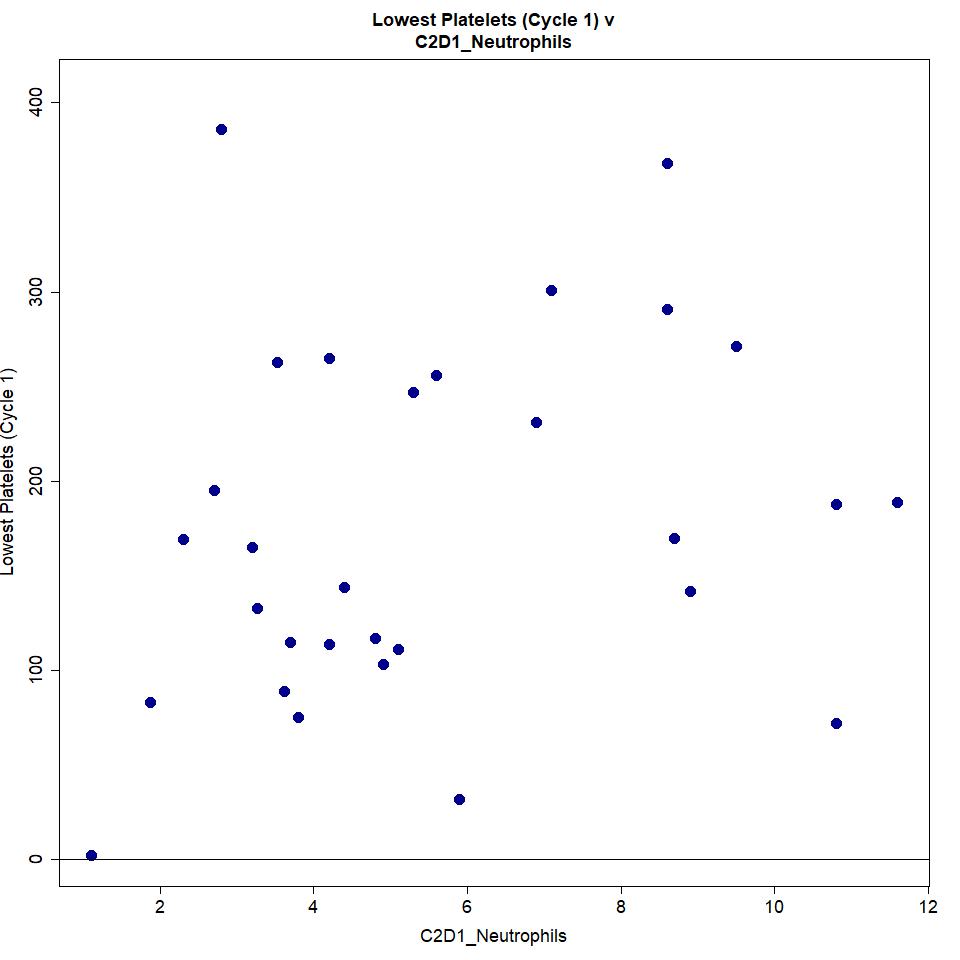 Lowest Platelets (Cycle 1) v
C2D1_Neutrophils
400
300
200
100
0
Lowest Platelets (Cycle 1)
2 4 6 8 10 12
C2D1_Neutrophils